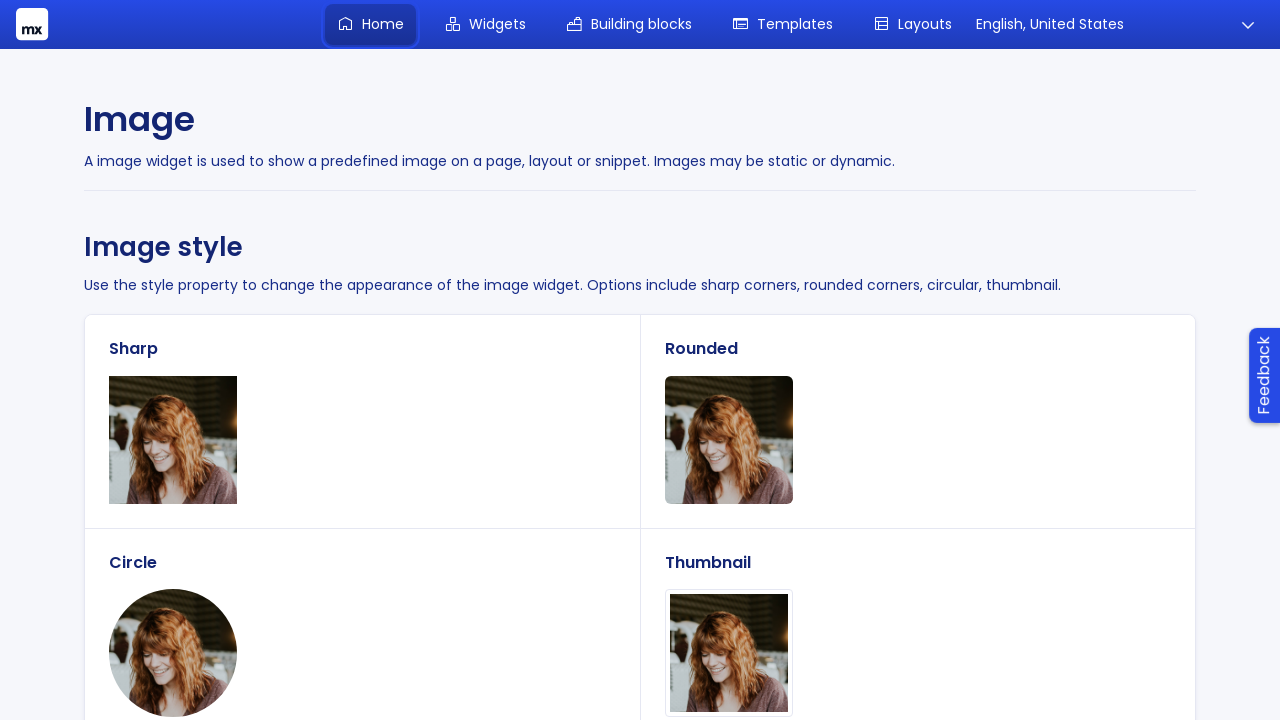 mx
Home
Widgets
Building blocks
Templates
Layouts
English, United States
Image
A image widget is used to show a predefined image on a page, layout or snippet. Images may be static or dynamic.
Image style
Use the style property to change the appearance of the image widget. Options include sharp corners, rounded corners, circular, thumbnail.
Sharp
Rounded
Feedback
Circle
Thumbnail